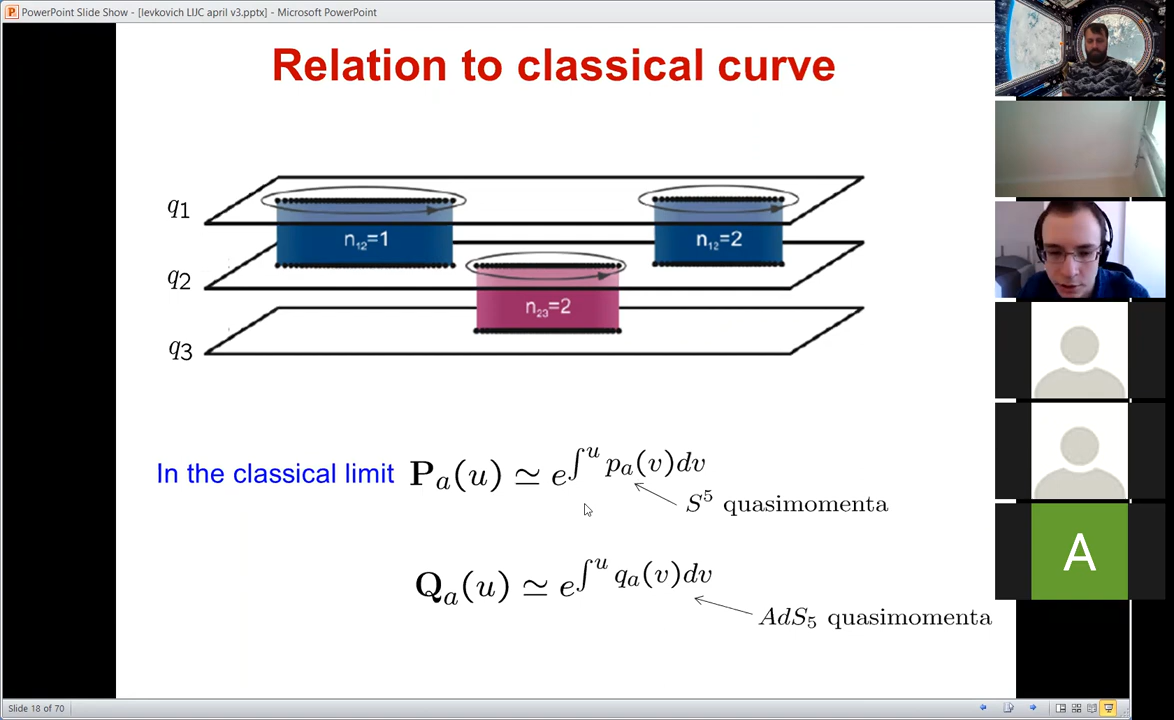 PowerPoint Slide Show - [levkovich LIJC april v3.pptx] - Microsoft PowerPoint
Relation to classical curve
q₁
n₁₂=1
n₁₂=2
q₂
n₂₃=2
q₃
In the classical limit 𝐏ₐ(u) ≃ e^{∫^u pₐ(v)dv}
S⁵ quasimomenta
𝐐ₐ(u) ≃ e^{∫^u qₐ(v)dv}
AdS₅ quasimomenta
A
Slide 18 of 70